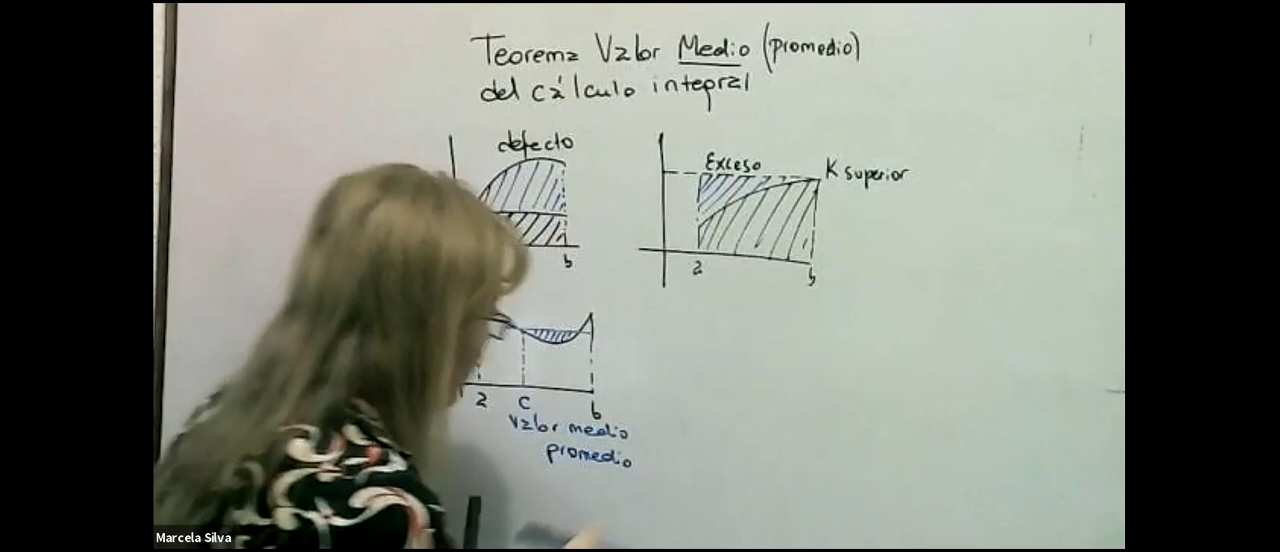 Teorema Valor Medio (promedio)
del cálculo integral
defecto
b
Exceso
K superior
a
b
a
c
b
Valor medio
promedio
Marcela Silva